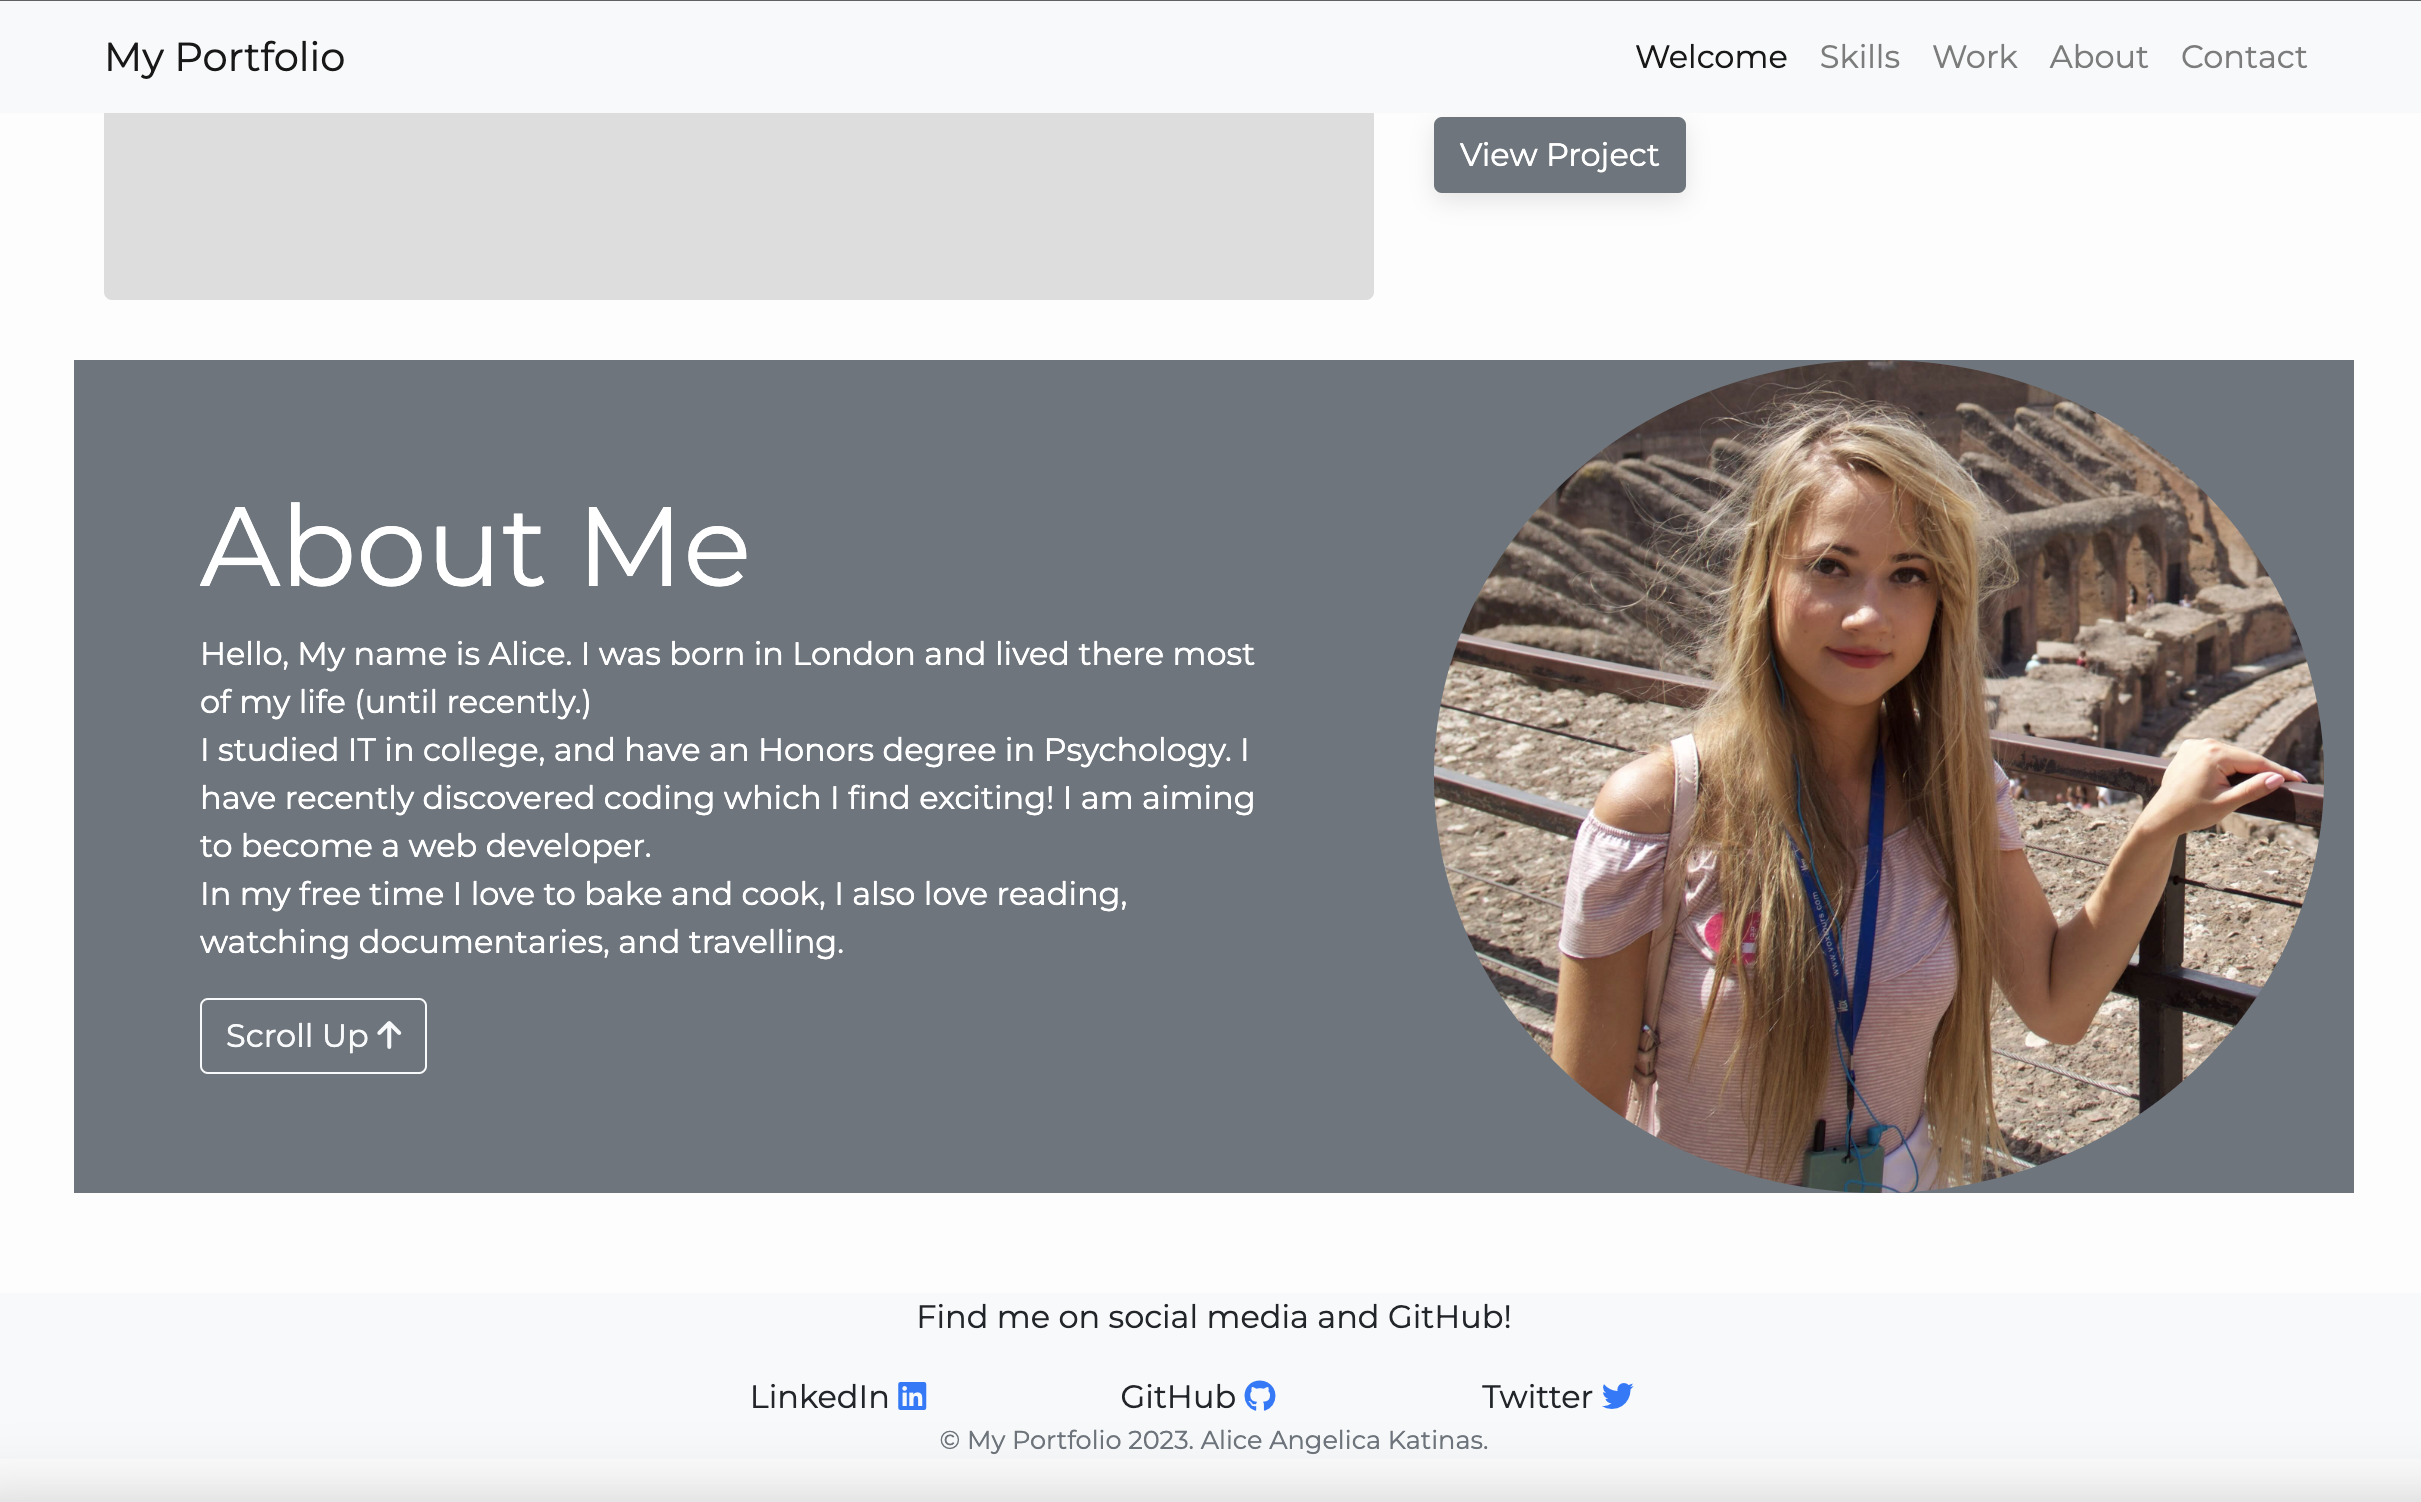 My Portfolio
Welcome Skills Work About Contact
View Project
About Me
Hello, My name is Alice. I was born in London and lived there most
of my life (until recently.)
I studied IT in college, and have an Honors degree in Psychology. I
have recently discovered coding which I find exciting! I am aiming
to become a web developer.
In my free time I love to bake and cook, I also love reading,
watching documentaries, and travelling.
Scroll Up
www.voxtours.com
Find me on social media and GitHub!
LinkedIn GitHub Twitter
© My Portfolio 2023. Alice Angelica Katinas.